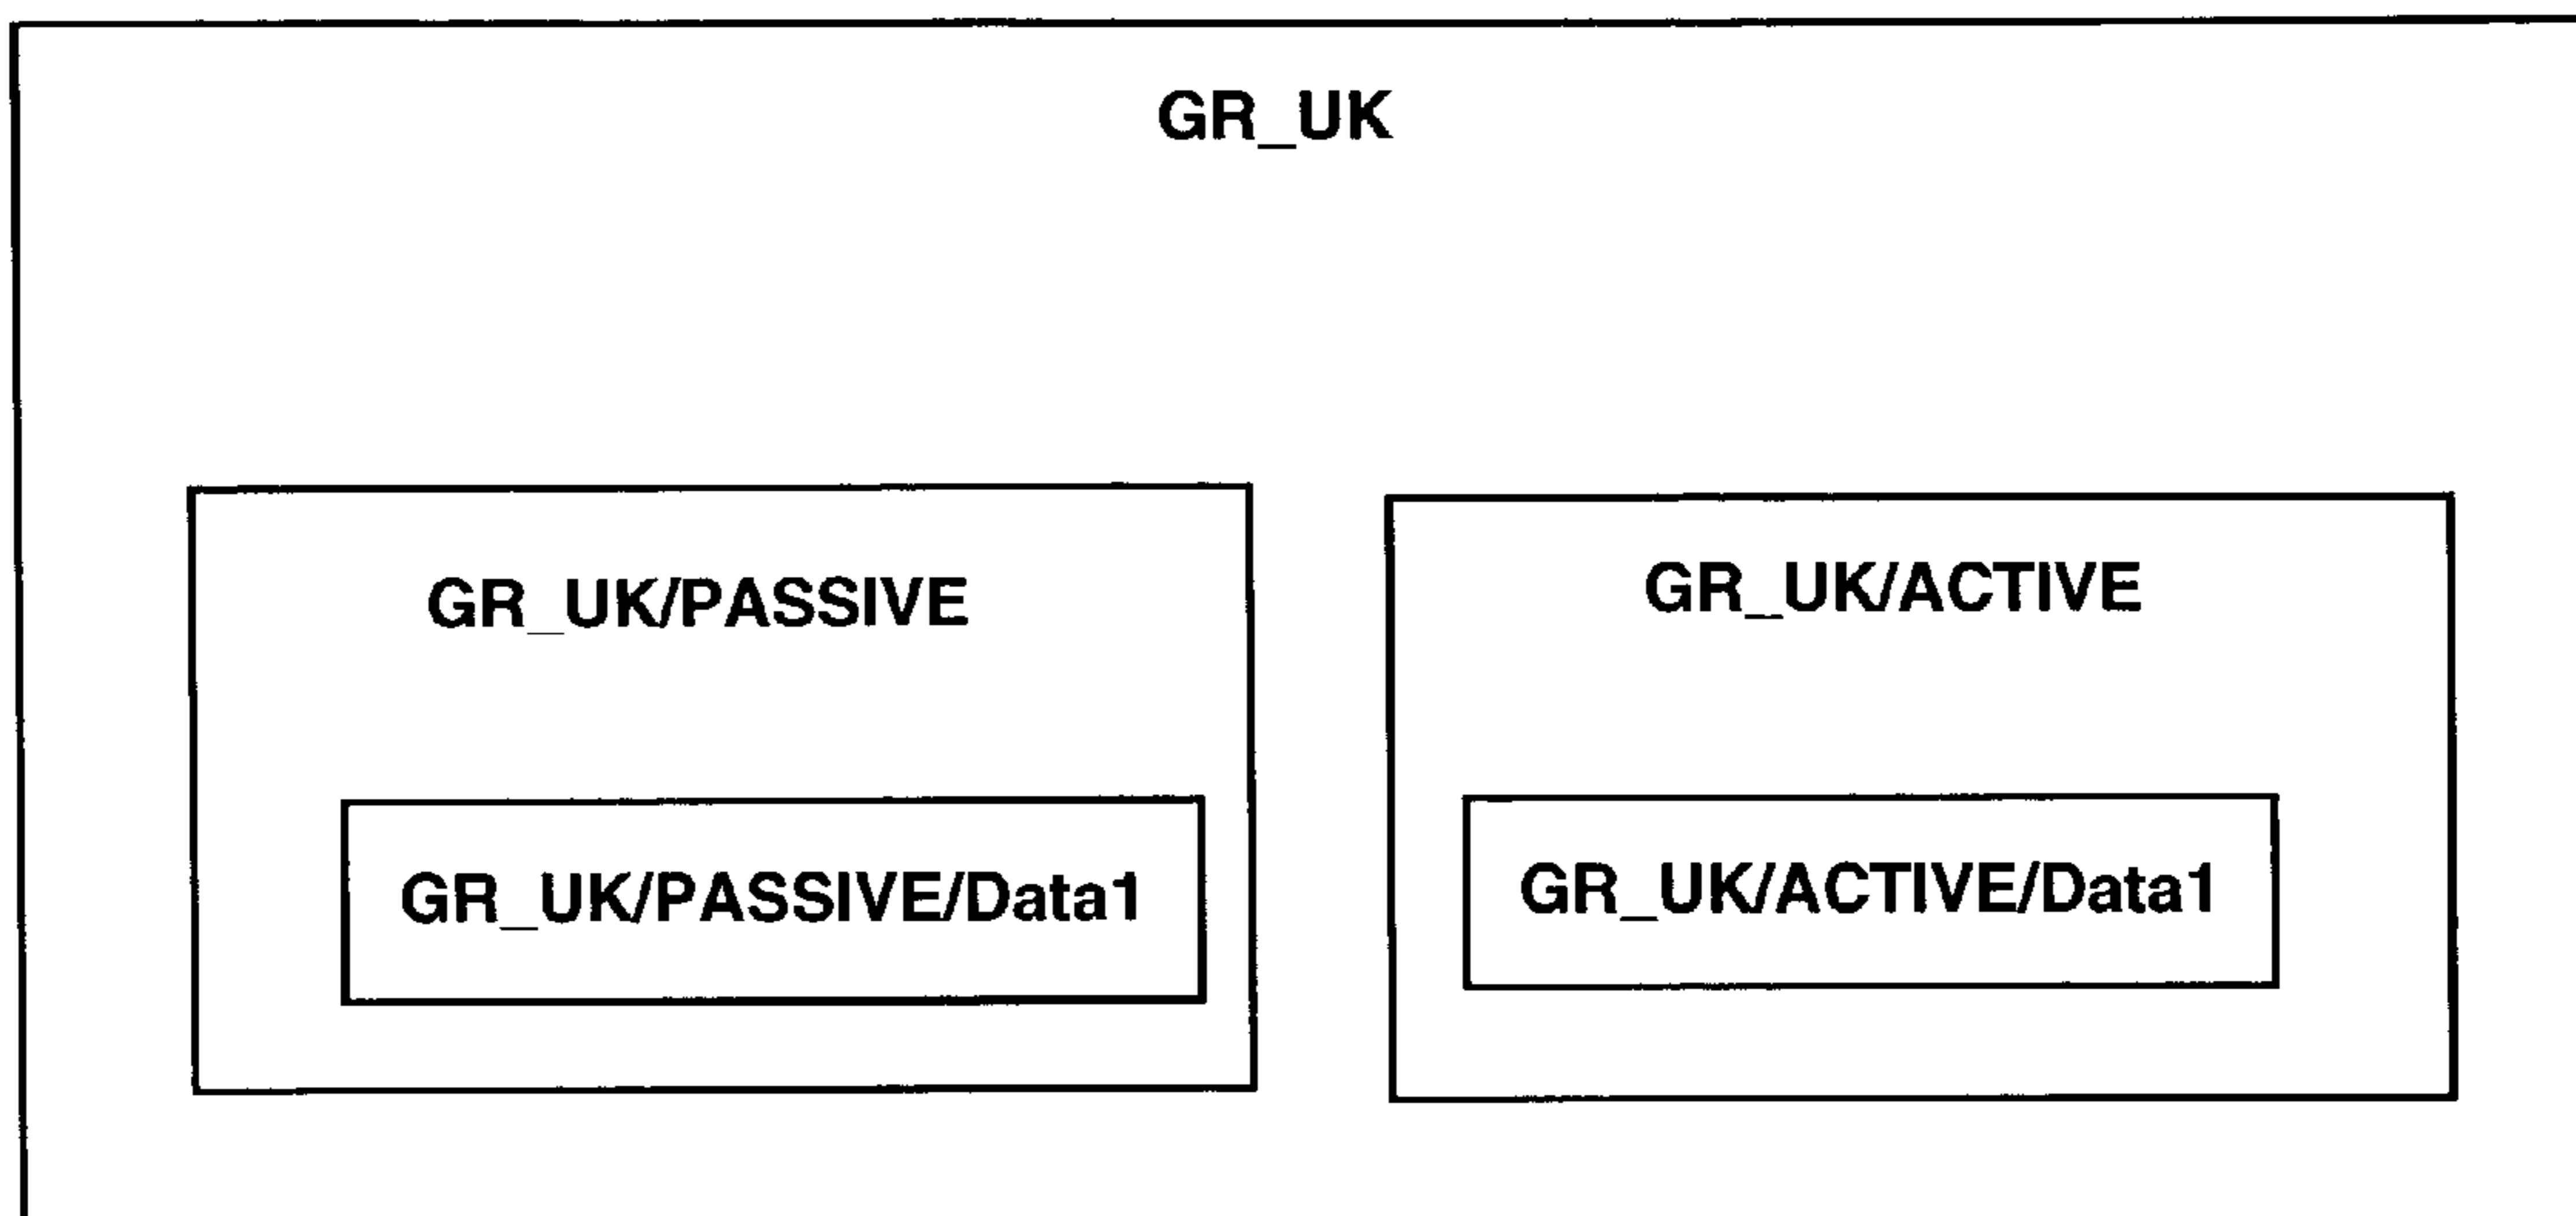 GR_UK
GR_UK/PASSIVE
GR_UK/ACTIVE
GR_UK/PASSIVE/Data1
GR_UK/ACTIVE/Data1